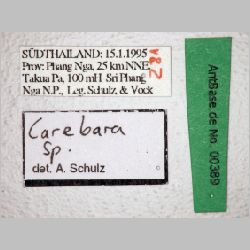 SÜDTHAILAND: 15.1.1995
Prov: Phang Nga, 25 km NNE
Takua Pa, 100 mH Sri Phang
Nga N.P., Leg. Schulz, & Vock
Carebara
sp.
det. A. Schulz
AntBase.de No. 00389